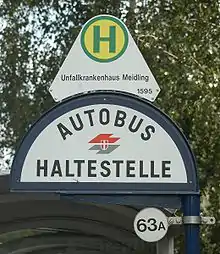 H
Unfallkrankenhaus Meidling
1595
AUTOBUS
HALTESTELLE
63A